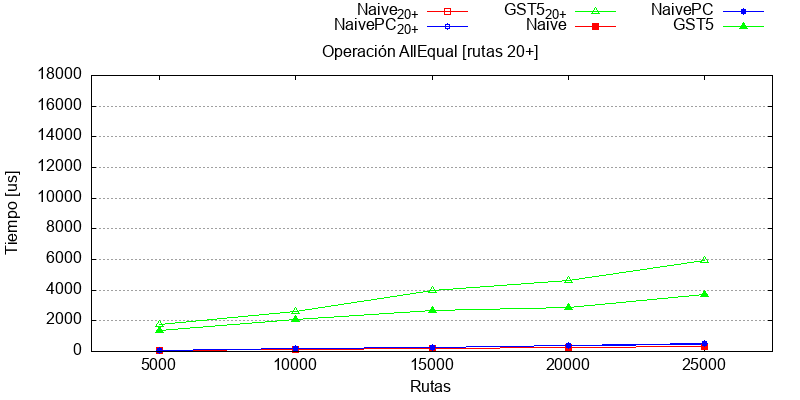 Naive20+ GST520+ NaivePC
NaivePC20+ Naive GST5
Operación AllEqual [rutas 20+]
18000
16000
14000
12000
10000
8000
6000
4000
2000
0
Tiempo [us]
5000 10000 15000 20000 25000
Rutas